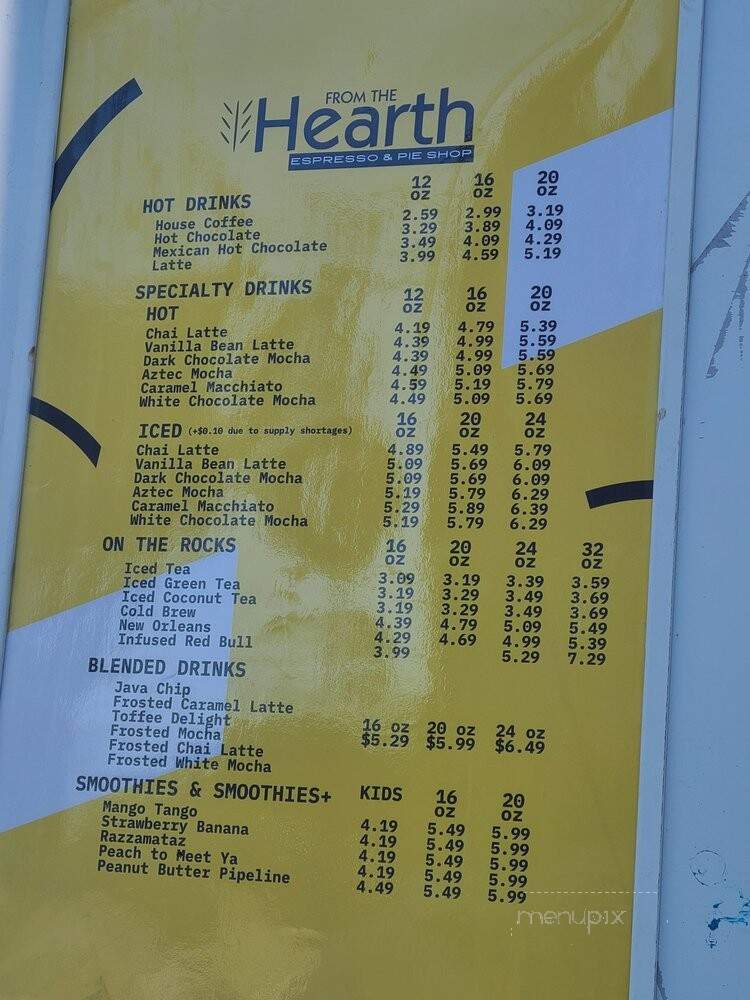 FROM THE
Hearth
ESPRESSO & PIE SHOP
HOT DRINKS 12 oz 16 oz 20 oz
House Coffee 2.59 2.99 3.19
Hot Chocolate 3.29 3.89 4.09
Mexican Hot Chocolate 3.49 4.09 4.29
Latte 3.99 4.59 5.19
SPECIALTY DRINKS
HOT 12 oz 16 oz 20 oz
Chai Latte 4.19 4.79 5.39
Vanilla Bean Latte 4.39 4.99 5.59
Dark Chocolate Mocha 4.39 4.99 5.59
Aztec Mocha 4.49 5.09 5.69
Caramel Macchiato 4.59 5.19 5.79
White Chocolate Mocha 4.49 5.09 5.69
ICED (+$0.10 due to supply shortages) 16 oz 20 oz 24 oz
Chai Latte 4.89 5.49 5.79
Vanilla Bean Latte 5.09 5.69 6.09
Dark Chocolate Mocha 5.09 5.69 6.09
Aztec Mocha 5.19 5.79 6.29
Caramel Macchiato 5.29 5.89 6.39
White Chocolate Mocha 5.19 5.79 6.29
ON THE ROCKS 16 oz 20 oz 24 oz 32 oz
Iced Tea 3.09 3.19 3.39 3.59
Iced Green Tea 3.19 3.29 3.49 3.69
Iced Coconut Tea 3.19 3.29 3.49 3.69
Cold Brew 4.39 4.79 5.09 5.49
New Orleans 4.29 4.69 4.99 5.39
Infused Red Bull 3.99 5.29 7.29
BLENDED DRINKS
Java Chip
Frosted Caramel Latte
Toffee Delight
Frosted Mocha 16 oz 20 oz 24 oz
Frosted Chai Latte $5.29 $5.99 $6.49
Frosted White Mocha
SMOOTHIES & SMOOTHIES+ KIDS 16 oz 20 oz
Mango Tango 4.19 5.49 5.99
Strawberry Banana 4.19 5.49 5.99
Razzamataz 4.19 5.49 5.99
Peach to Meet Ya 4.19 5.49 5.99
Peanut Butter Pipeline 4.49 5.49 5.99
menupix